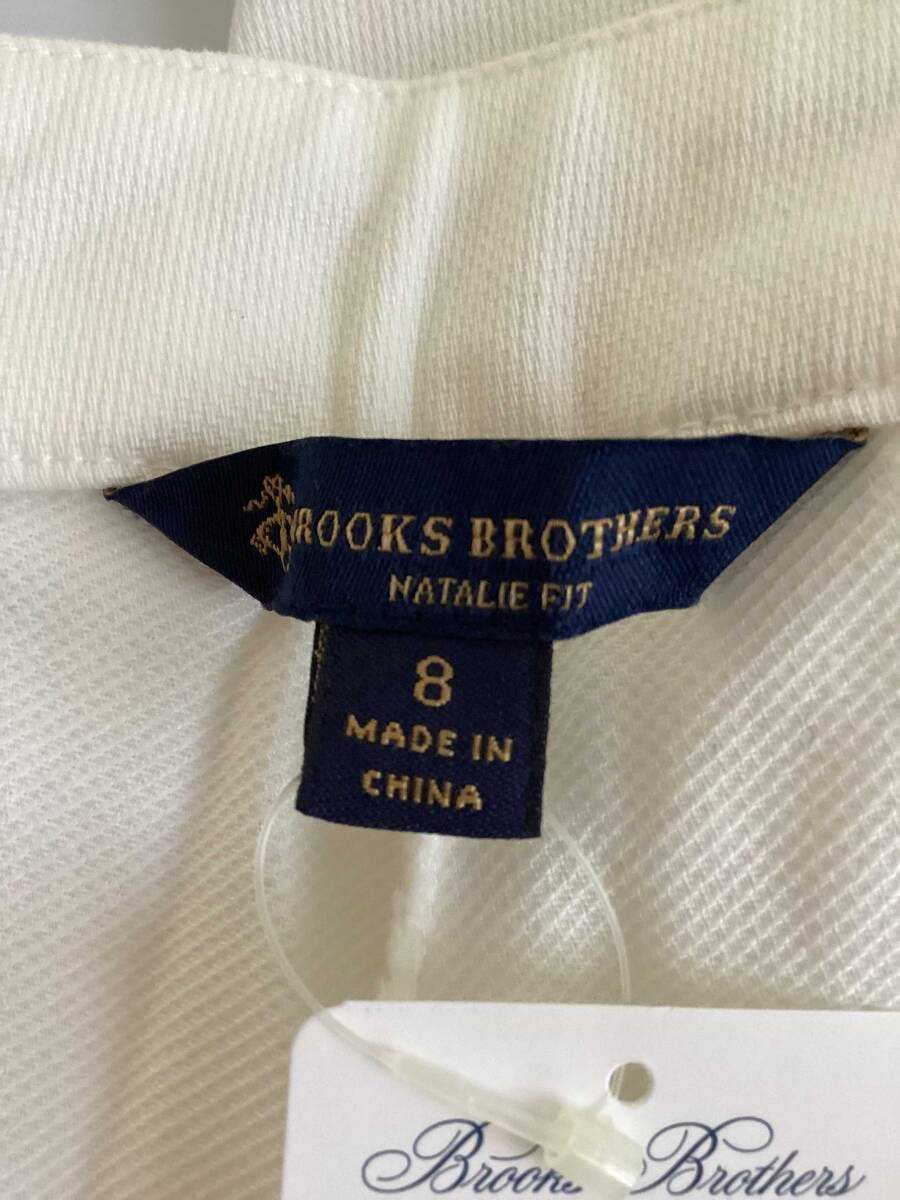 BROOKS BROTHERS
NATALIE FIT
8
MADE IN
CHINA
Brooks Brothers